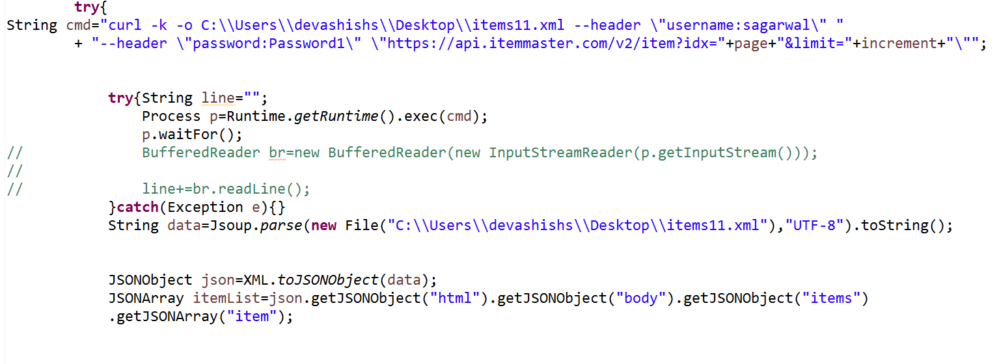 try{
String cmd="curl -k -o C:\\Users\\devashishs\\Desktop\\items11.xml --header \"username:sagarwal\" "
+ "--header \"password:Password1\" \"https://api.itemmaster.com/v2/item?idx="+page+"&limit="+increment+"\"";
try{String line="";
Process p=Runtime.getRuntime().exec(cmd);
p.waitFor();
// BufferedReader br=new BufferedReader(new InputStreamReader(p.getInputStream()));
//
// line+=br.readLine();
}catch(Exception e){}
String data=Jsoup.parse(new File("C:\\Users\\devashishs\\Desktop\\items11.xml"),"UTF-8").toString();
JSONObject json=XML.toJSONObject(data);
JSONArray itemList=json.getJSONObject("html").getJSONObject("body").getJSONObject("items")
.getJSONArray("item");